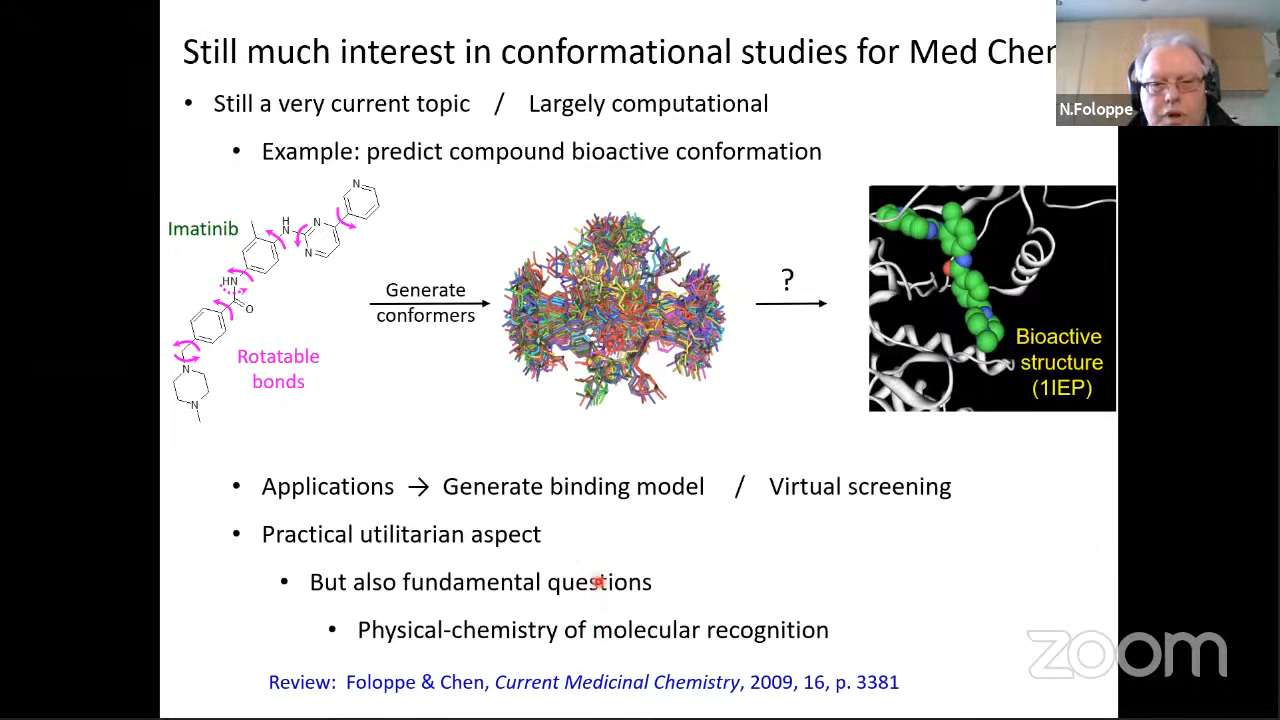 Still much interest in conformational studies for Med Chem
N.Foloppe
• Still a very current topic / Largely computational
• Example: predict compound bioactive conformation
Imatinib
N
H
N
N
N
HN
O
N
N
Rotatable
bonds
Generate
conformers
?
Bioactive
structure
(1IEP)
• Applications → Generate binding model / Virtual screening
• Practical utilitarian aspect
• But also fundamental questions
• Physical-chemistry of molecular recognition
Review: Foloppe & Chen, Current Medicinal Chemistry, 2009, 16, p. 3381
zoom